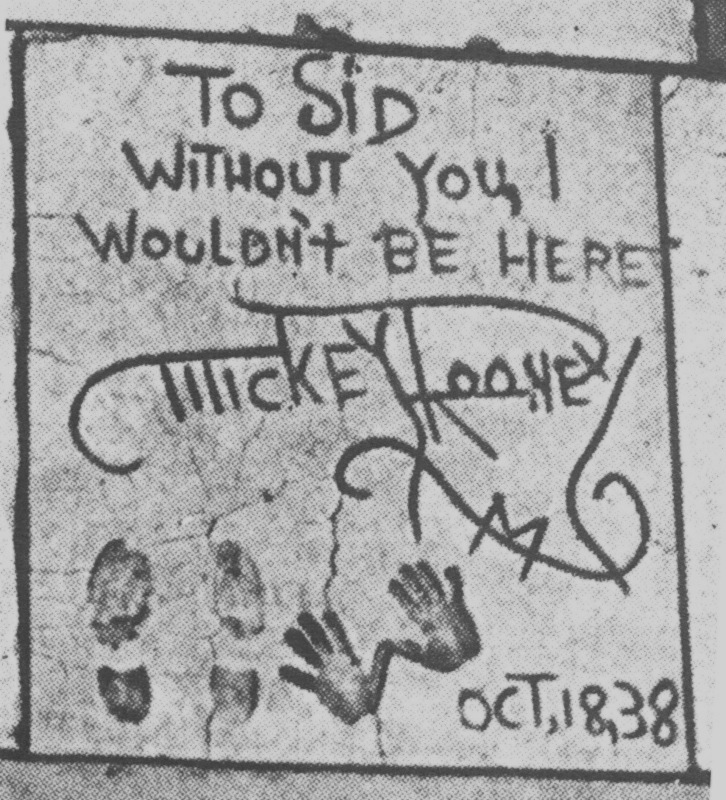 To SiD
WiTHOUT YOU, I
WOULDN't BE HERE
MICKEY ROONEY
OCT, 18, 38